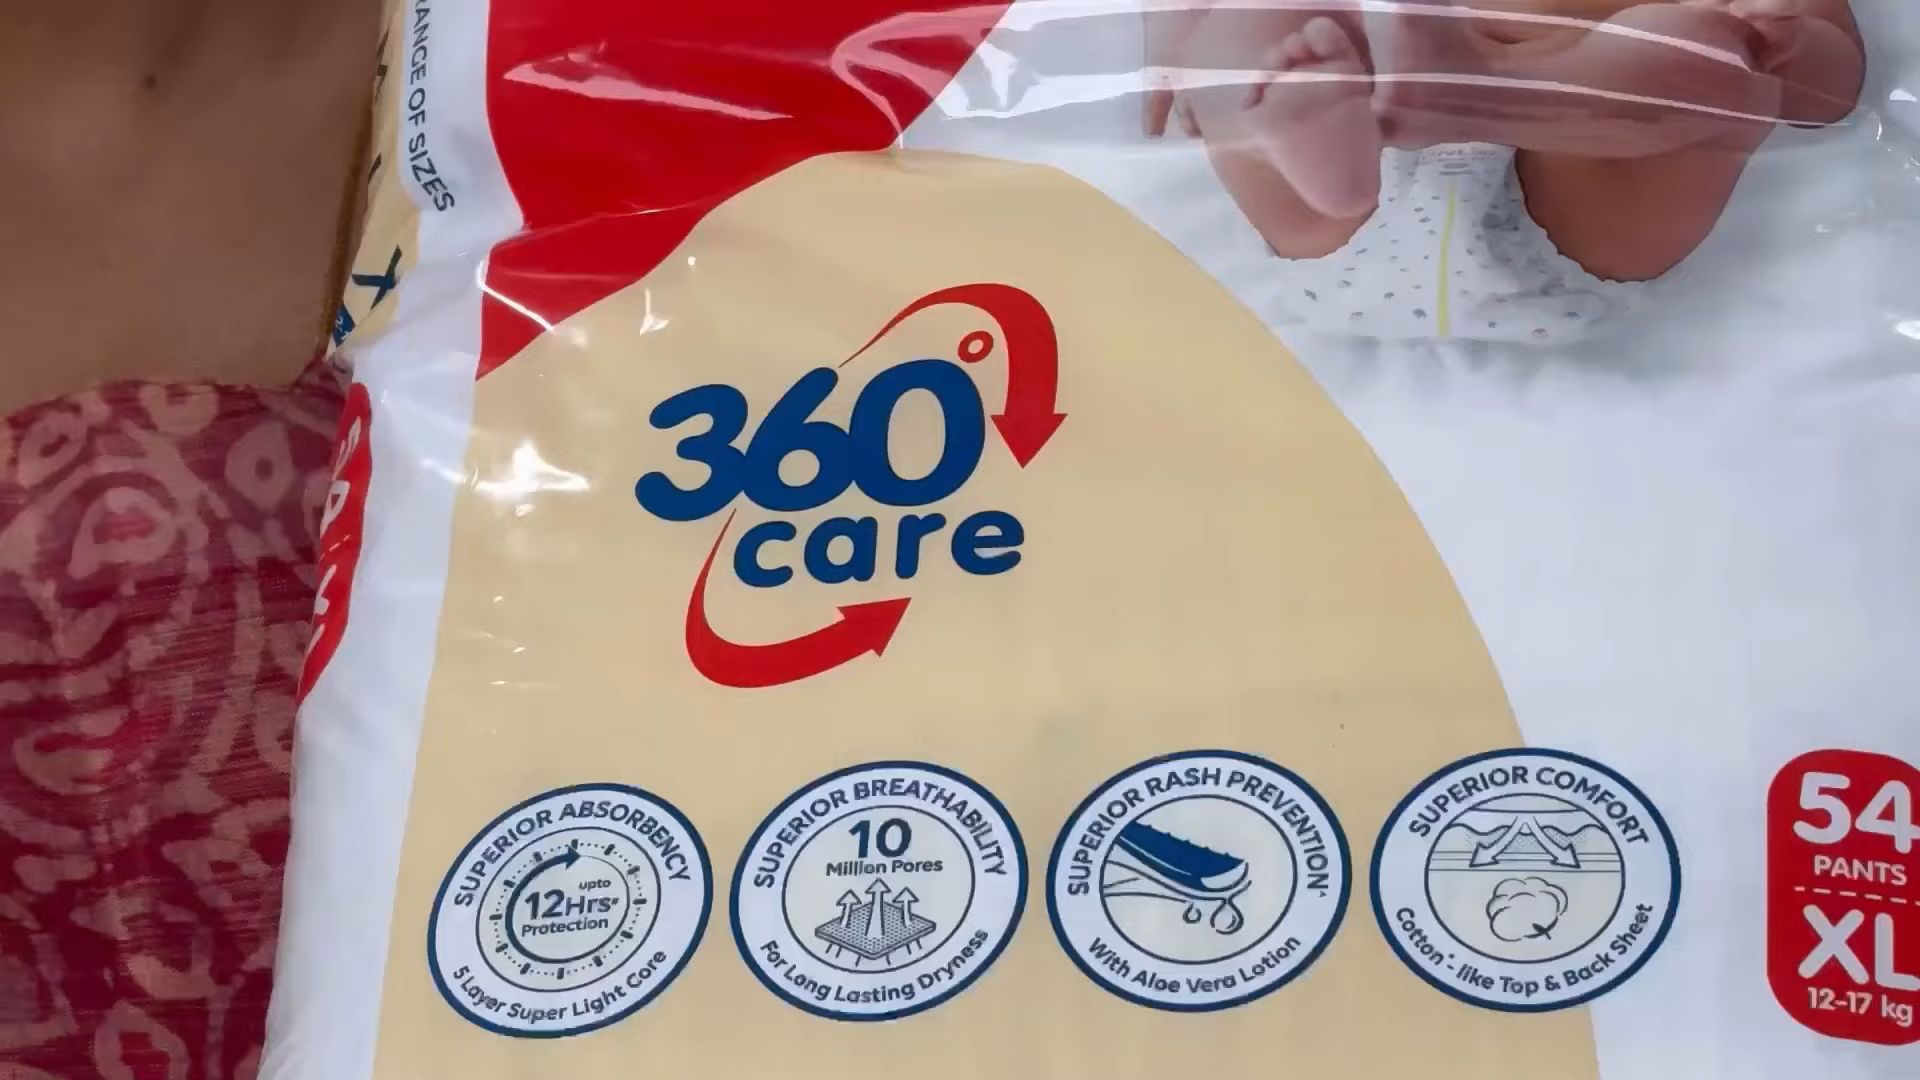 RANGE OF SIZES
360°
care
SUPERIOR ABSORBENCY
upto
12Hrs#
Protection
5 Layer Super Light Core
SUPERIOR BREATHABILITY
10
Million Pores
For Long Lasting Dryness
SUPERIOR RASH PREVENTION^
With Aloe Vera Lotion
SUPERIOR COMFORT
Cotton*-like Top & Back Sheet
54
PANTS
XL
12-17 kg